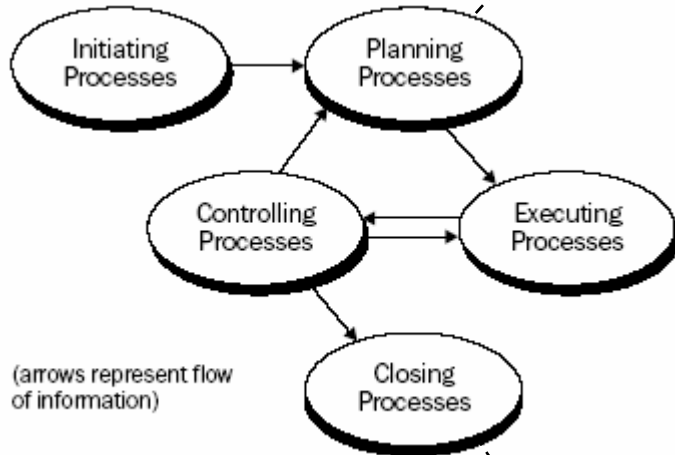 Initiating
Processes
Planning
Processes
Controlling
Processes
Executing
Processes
(arrows represent flow
of information)
Closing
Processes